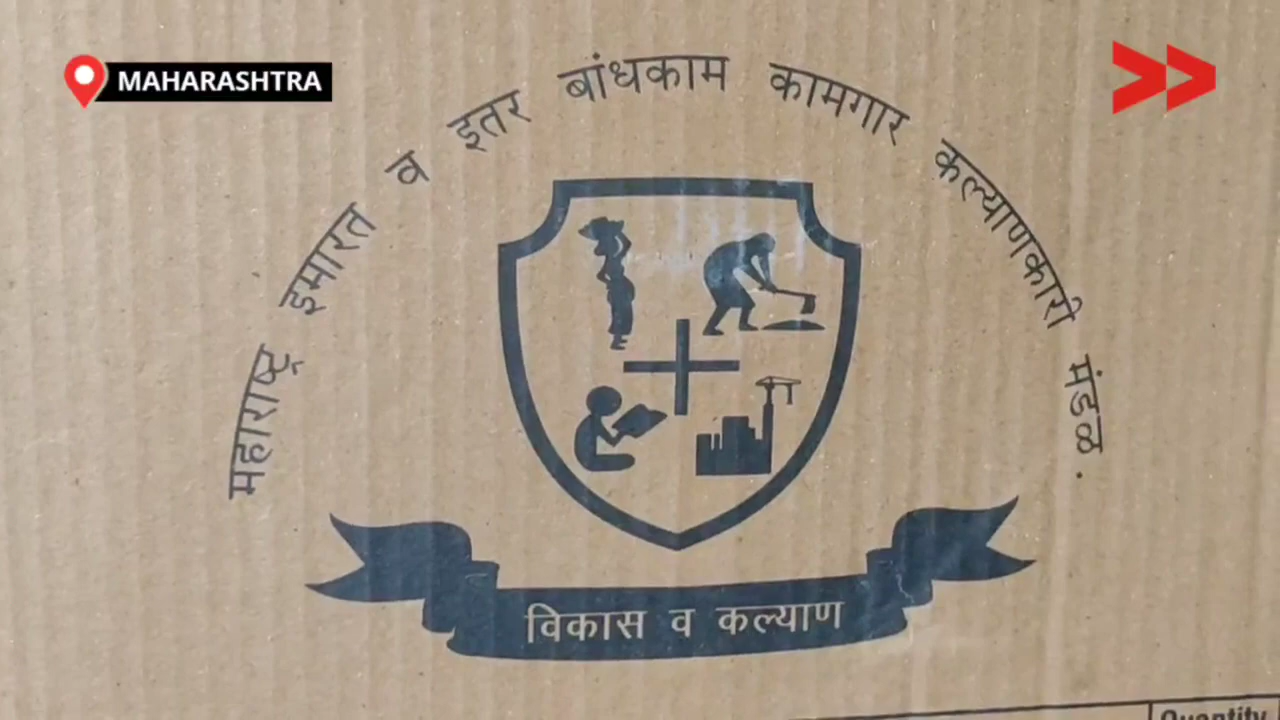 MAHARASHTRA
महाराष्ट्र इमारत व इतर बांधकाम कामगार कल्याणकारी मंडळ.
विकास व कल्याण
Quantity